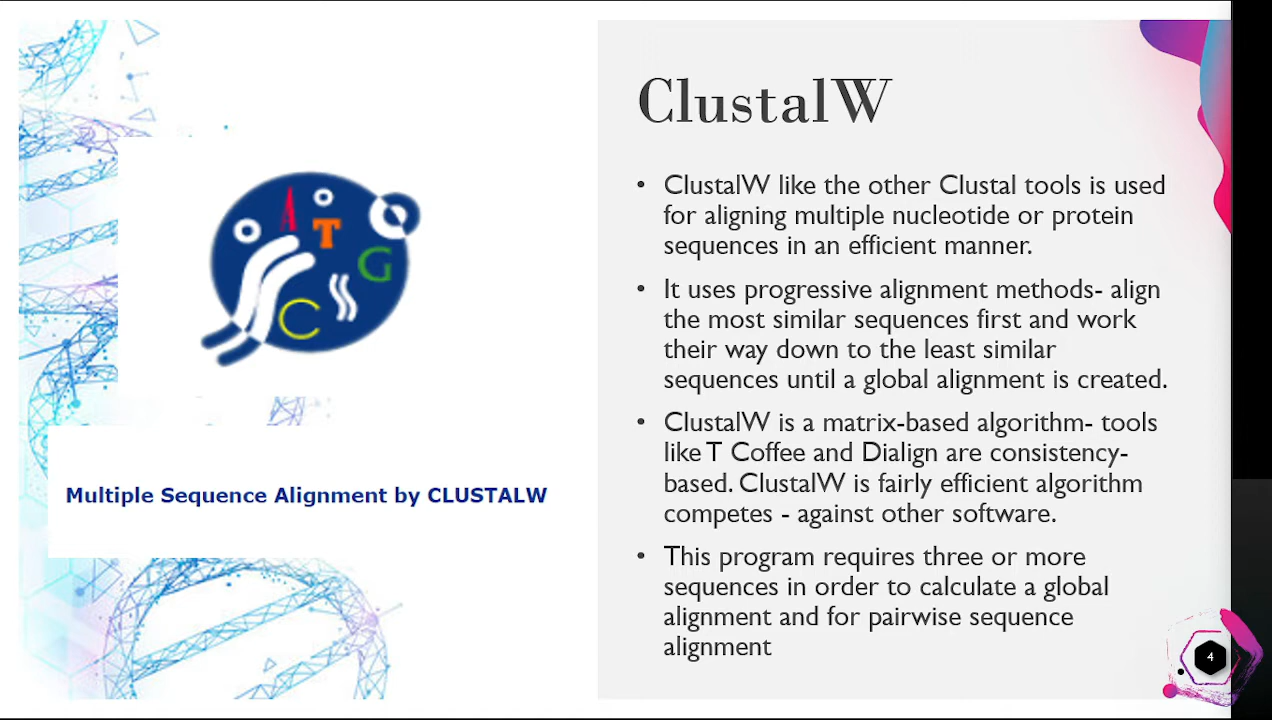 A
T
G
C
Multiple Sequence Alignment by CLUSTALW
ClustalW
• ClustalW like the other Clustal tools is used
for aligning multiple nucleotide or protein
sequences in an efficient manner.
• It uses progressive alignment methods- align
the most similar sequences first and work
their way down to the least similar
sequences until a global alignment is created.
• ClustalW is a matrix-based algorithm- tools
like T Coffee and Dialign are consistency-
based. ClustalW is fairly efficient algorithm
competes - against other software.
• This program requires three or more
sequences in order to calculate a global
alignment and for pairwise sequence
alignment
4